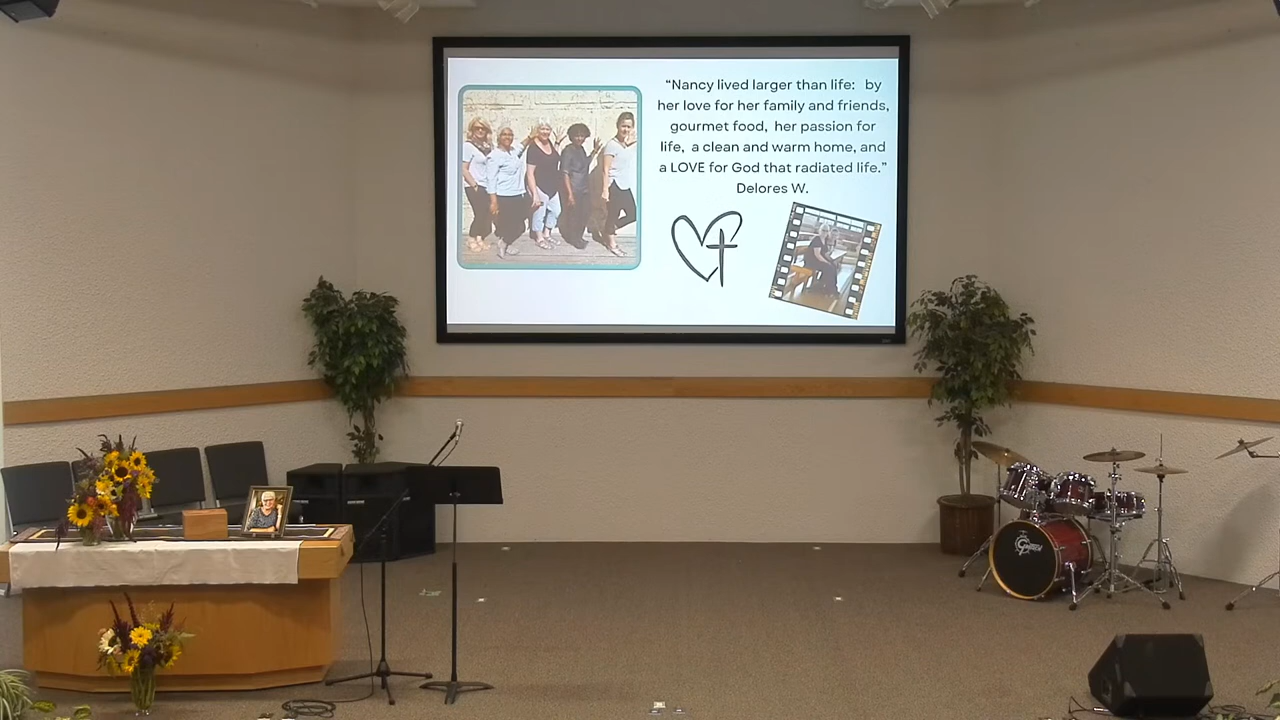 “Nancy lived larger than life:  by
her love for her family and friends,
gourmet food,  her passion for
life,  a clean and warm home, and
a LOVE for God that radiated life.”
Delores W.
GRETSCH